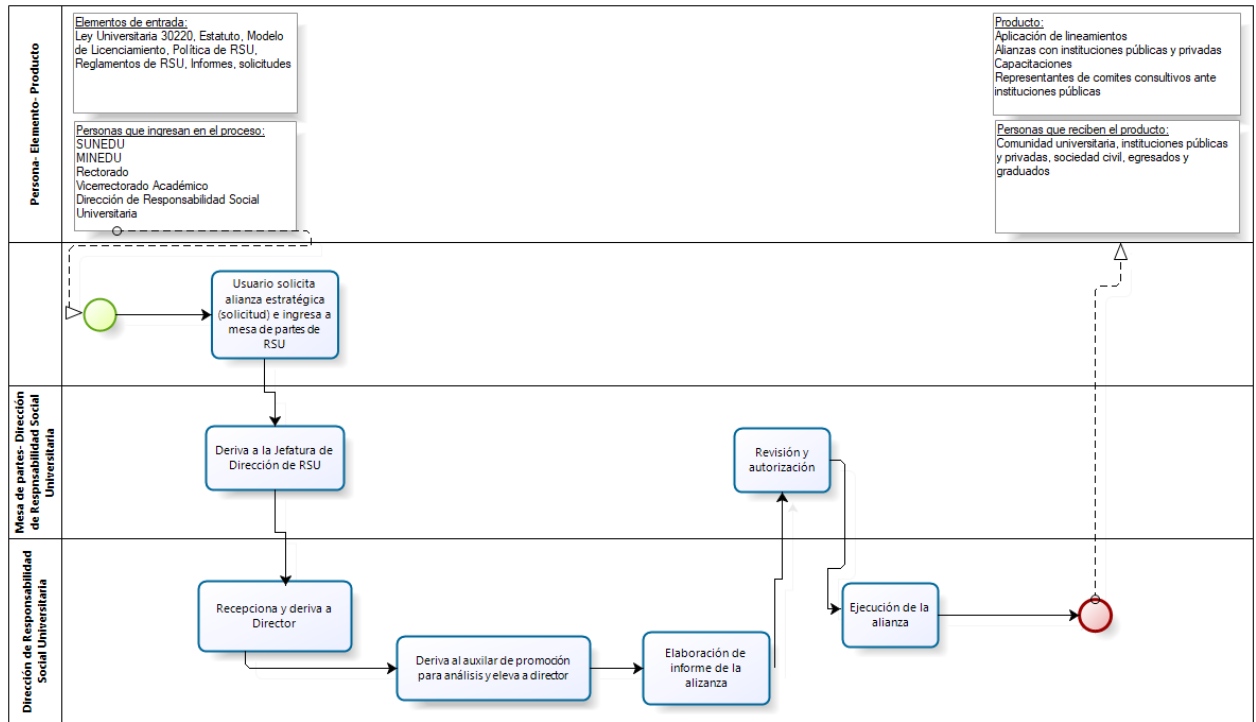 Persona- Elemento- Producto
Elementos de entrada:
Ley Universitaria 30220, Estatuto, Modelo
de Licenciamiento, Política de RSU,
Reglamentos de RSU, Informes, solicitudes
Personas que ingresan en el proceso:
SUNEDU
MINEDU
Rectorado
Vicerrectorado Académico
Dirección de Responsabilidad Social
Universitaria
Producto:
Aplicación de lineamientos
Alianzas con instituciones públicas y privadas
Capacitaciones
Representantes de comites consultivos ante
instituciones públicas
Personas que reciben el producto:
Comunidad universitaria, instituciones públicas
y privadas, sociedad civil, egresados y
graduados
Usuario solicita
alianza estratégica
(solicitud) e ingresa a
mesa de partes de
RSU
Mesa de partes- Dirección
de Respnsabilidad Social
Universitaria
Deriva a la Jefatura de
Dirección de RSU
Revisión y
autorización
Dirección de Responsabilidad
Social Universitaria
Recepciona y deriva a
Director
Deriva al auxilar de promoción
para análisis y eleva a director
Elaboración de
informe de la
alizanza
Ejecución de la
alianza